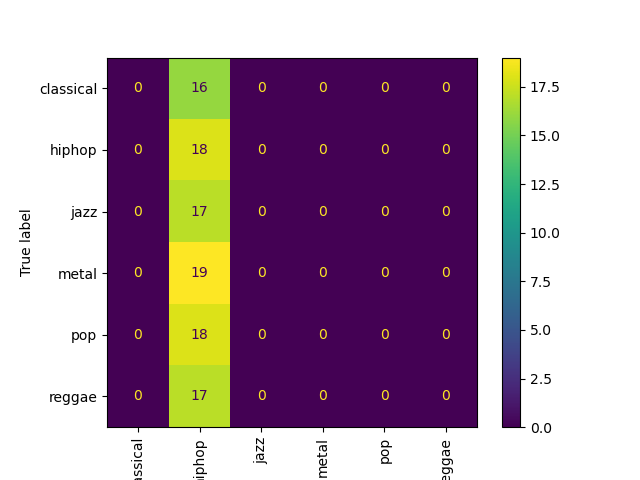 classical 0 16 0 0 0 0
hiphop 0 18 0 0 0 0
jazz 0 17 0 0 0 0
metal 0 19 0 0 0 0
pop 0 18 0 0 0 0
reggae 0 17 0 0 0 0
True label
assical
iphop
jazz
metal
pop
eggae
17.5
15.0
12.5
10.0
7.5
5.0
2.5
0.0